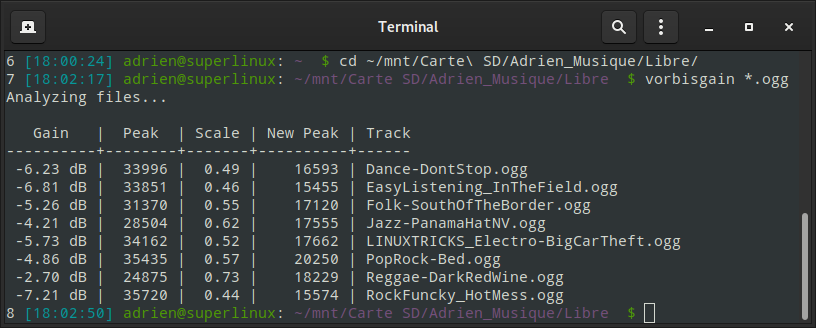 Terminal
6 [18:00:24] adrien@superlinux: ~  $ cd ~/mnt/Carte\ SD/Adrien_Musique/Libre/
7 [18:02:17] adrien@superlinux: ~/mnt/Carte SD/Adrien_Musique/Libre  $ vorbisgain *.ogg
Analyzing files...
   Gain   |  Peak  | Scale | New Peak | Track
----------+--------+-------+----------+------
 -6.23 dB |  33996 |  0.49 |    16593 | Dance-DontStop.ogg
 -6.81 dB |  33851 |  0.46 |    15455 | EasyListening_InTheField.ogg
 -5.26 dB |  31370 |  0.55 |    17120 | Folk-SouthOfTheBorder.ogg
 -4.21 dB |  28504 |  0.62 |    17555 | Jazz-PanamaHatNV.ogg
 -5.73 dB |  34162 |  0.52 |    17662 | LINUXTRICKS_Electro-BigCarTheft.ogg
 -4.86 dB |  35435 |  0.57 |    20250 | PopRock-Bed.ogg
 -2.70 dB |  24875 |  0.73 |    18229 | Reggae-DarkRedWine.ogg
 -7.21 dB |  35720 |  0.44 |    15574 | RockFuncky_HotMess.ogg
8 [18:02:50] adrien@superlinux: ~/mnt/Carte SD/Adrien_Musique/Libre  $